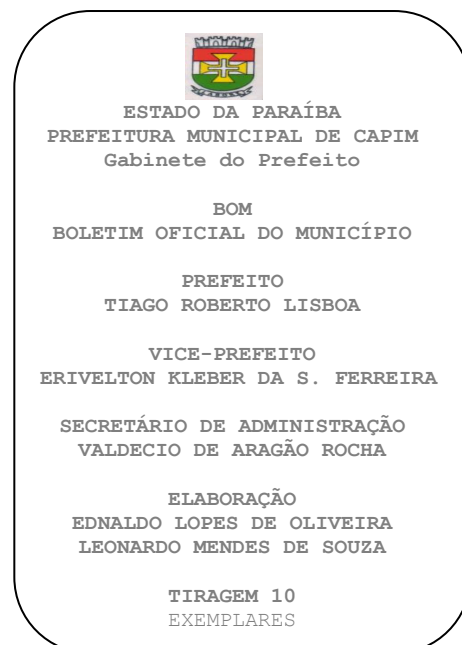 ESTADO DA PARAÍBA
PREFEITURA MUNICIPAL DE CAPIM
Gabinete do Prefeito
BOM
BOLETIM OFICIAL DO MUNICÍPIO
PREFEITO
TIAGO ROBERTO LISBOA
VICE-PREFEITO
ERIVELTON KLEBER DA S. FERREIRA
SECRETÁRIO DE ADMINISTRAÇÃO
VALDECIO DE ARAGÃO ROCHA
ELABORAÇÃO
EDNALDO LOPES DE OLIVEIRA
LEONARDO MENDES DE SOUZA
TIRAGEM 10
EXEMPLARES